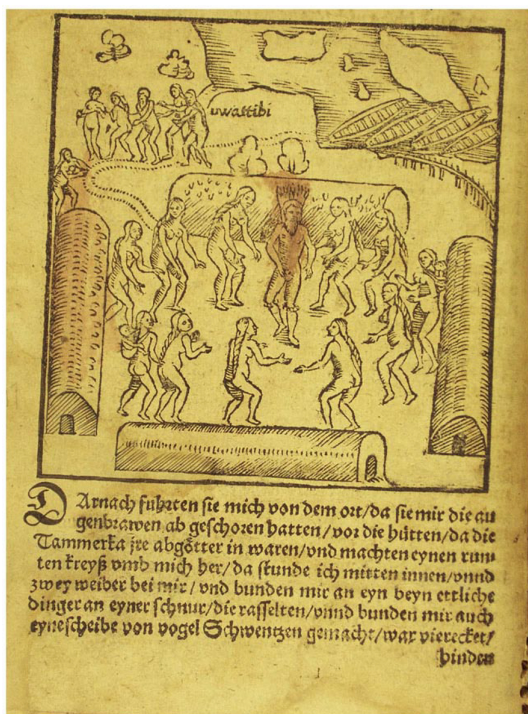 uwattibi
DArnach fuhrten sie mich von dem ort/da sie mir die au
genbrawen ab geschoren hatten/vor die hütten/da die
Tammerka jre abgötter in waren/vnd machten eynen run-
ten kreyß vmb mich her/da stunde ich mitten innen/vnnd
zwey weiber bei mir/vnd bunden mir an eyn beyn ettliche
dinger an eyner schnur/die rasselten/vnnd bunden mir auch
eyne scheibe von vogel Schwentzen gemacht/war vierecket/
hinden